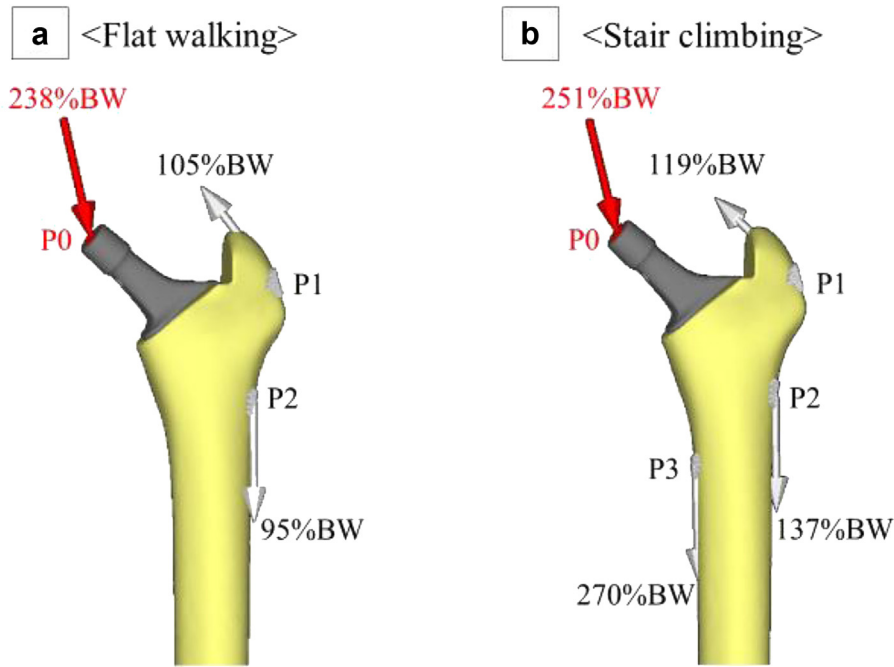 a <Flat walking>
238%BW
105%BW
P0
P1
P2
95%BW
b <Stair climbing>
251%BW
119%BW
P0
P1
P2
P3
137%BW
270%BW